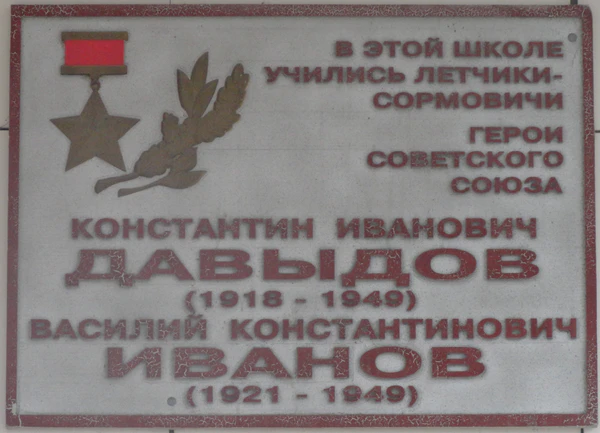 В ЭТОЙ ШКОЛЕ
УЧИЛИСЬ ЛЕТЧИКИ-
СОРМОВИЧИ
ГЕРОИ
СОВЕТСКОГО
СОЮЗА
КОНСТАНТИН ИВАНОВИЧ
ДАВЫДОВ
(1918 - 1949)
ВАСИЛИЙ КОНСТАНТИНОВИЧ
ИВАНОВ
(1921 - 1949)